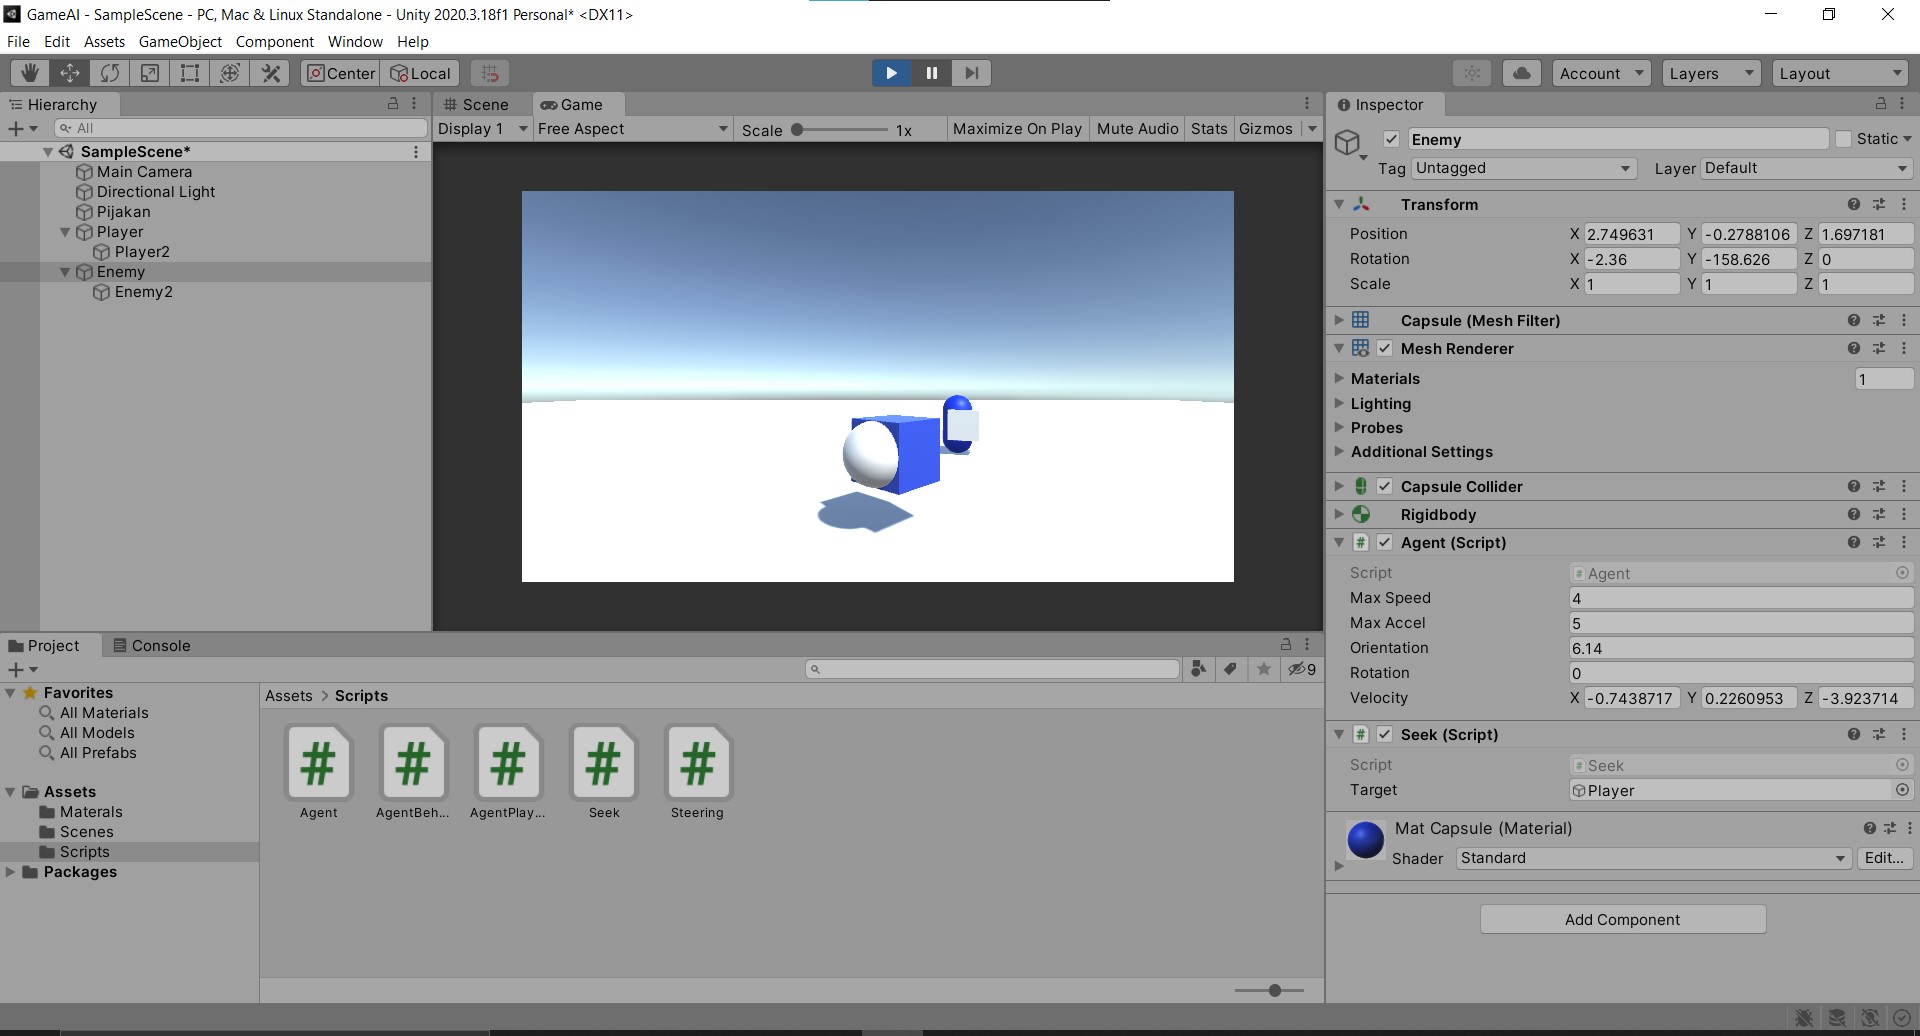 GameAI - SampleScene - PC, Mac & Linux Standalone - Unity 2020.3.18f1 Personal* <DX11>
File Edit Assets GameObject Component Window Help
Center Local Account Layers Layout
Hierarchy
All
SampleScene*
Main Camera
Directional Light
Pijakan
Player
Player2
Enemy
Enemy2
Scene Game
Display 1 Free Aspect Scale 1x Maximize On Play Mute Audio Stats Gizmos
Project Console
9
Favorites
All Materials
All Models
All Prefabs
Assets
Materals
Scenes
Scripts
Packages
Assets > Scripts
Agent AgentBeh... AgentPlay... Seek Steering
Inspector
Enemy Static
Tag Untagged Layer Default
Transform
Position X 2.749631 Y -0.2788106 Z 1.697181
Rotation X -2.36 Y -158.626 Z 0
Scale X 1 Y 1 Z 1
Capsule (Mesh Filter)
Mesh Renderer
Materials 1
Lighting
Probes
Additional Settings
Capsule Collider
Rigidbody
Agent (Script)
Script Agent
Max Speed 4
Max Accel 5
Orientation 6.14
Rotation 0
Velocity X -0.7438717 Y 0.2260953 Z -3.923714
Seek (Script)
Script Seek
Target Player
Mat Capsule (Material)
Shader Standard Edit...
Add Component